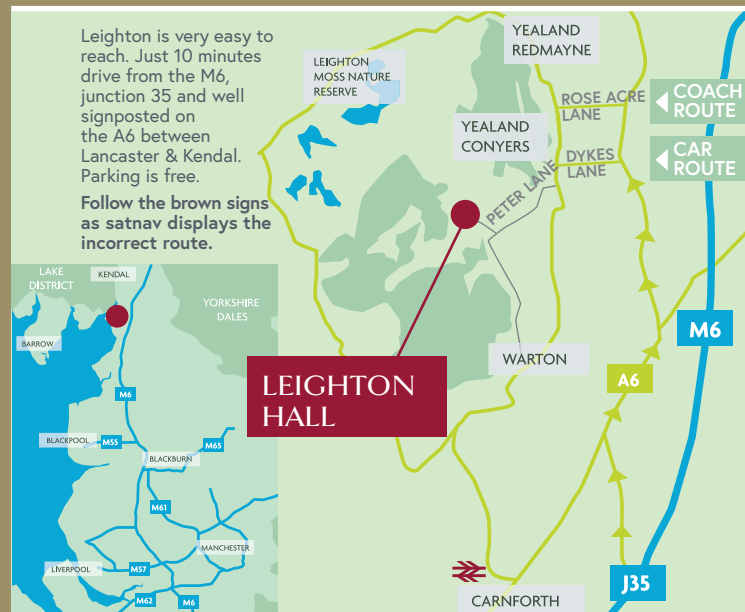 Leighton is very easy to
reach. Just 10 minutes
drive from the M6,
junction 35 and well
signposted on
the A6 between
Lancaster & Kendal.
Parking is free.
Follow the brown signs
as satnav displays the
incorrect route.
LEIGHTON
MOSS NATURE
RESERVE
YEALAND
REDMAYNE
YEALAND
CONYERS
ROSE ACRE
LANE
COACH
ROUTE
DYKES
LANE
CAR
ROUTE
PETER LANE
M6
WARTON
A6
LEIGHTON
HALL
J35
CARNFORTH
LAKE
DISTRICT
KENDAL
YORKSHIRE
DALES
BARROW
M6
BLACKPOOL
M55
M65
BLACKBURN
M61
MANCHESTER
LIVERPOOL
M57
M62
M6